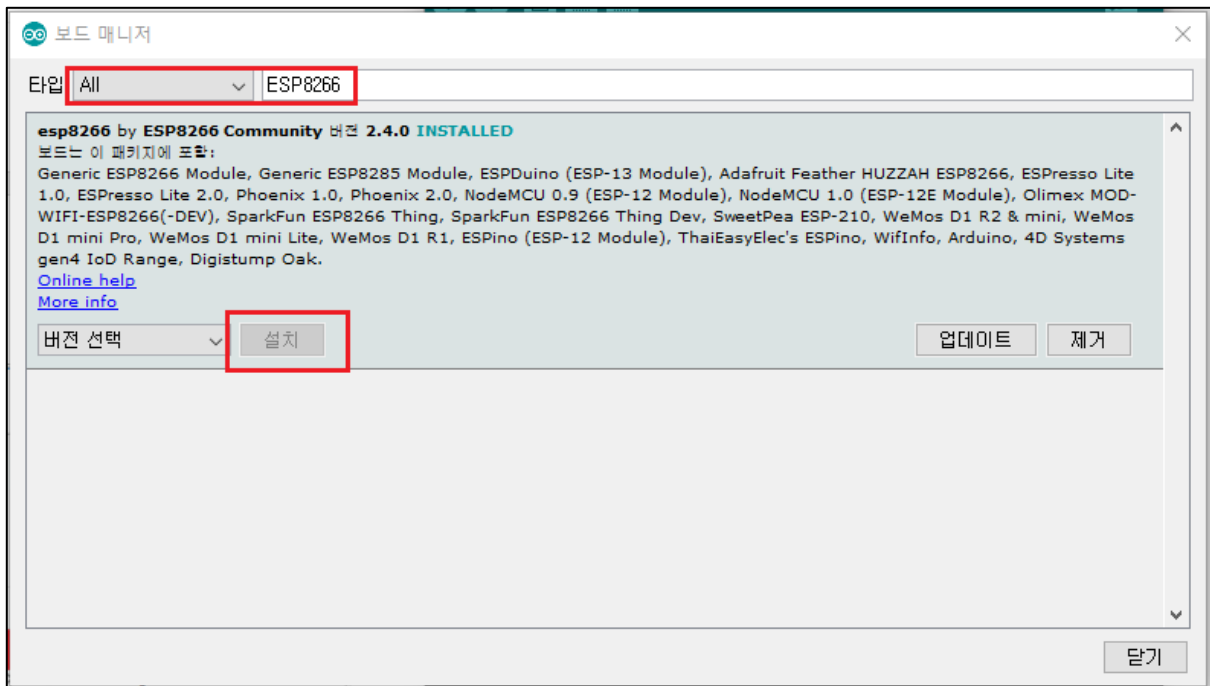 보드 매니저
타입 All ESP8266
esp8266 by ESP8266 Community 버전 2.4.0 INSTALLED
보드는 이 패키지에 포함:
Generic ESP8266 Module, Generic ESP8285 Module, ESPDuino (ESP-13 Module), Adafruit Feather HUZZAH ESP8266, ESPresso Lite
1.0, ESPresso Lite 2.0, Phoenix 1.0, Phoenix 2.0, NodeMCU 0.9 (ESP-12 Module), NodeMCU 1.0 (ESP-12E Module), Olimex MOD-
WIFI-ESP8266(-DEV), SparkFun ESP8266 Thing, SparkFun ESP8266 Thing Dev, SweetPea ESP-210, WeMos D1 R2 & mini, WeMos
D1 mini Pro, WeMos D1 mini Lite, WeMos D1 R1, ESPino (ESP-12 Module), ThaiEasyElec's ESPino, WifInfo, Arduino, 4D Systems
gen4 IoD Range, Digistump Oak.
Online help
More info
버전 선택 설치 업데이트 제거
닫기